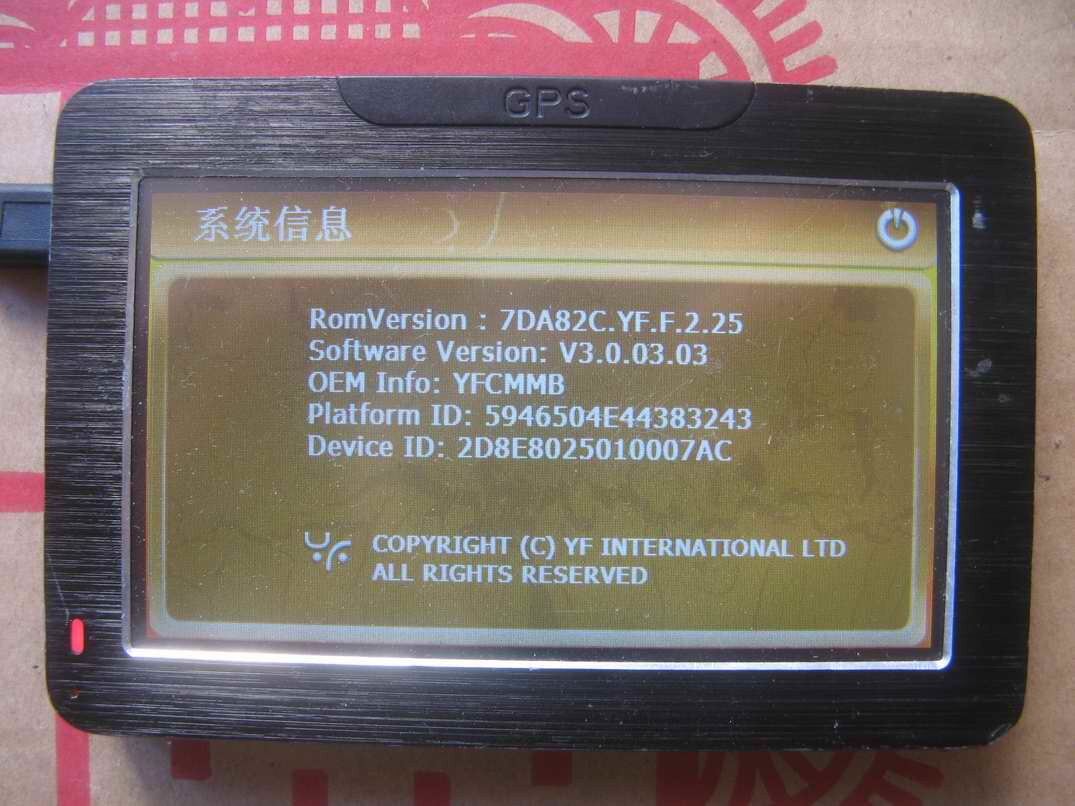 GPS
系统信息
RomVersion : 7DA82C.YF.F.2.25
Software Version: V3.0.03.03
OEM Info: YFCMMB
Platform ID: 5946504E44383243
Device ID: 2D8E8025010007AC
COPYRIGHT (C) YF INTERNATIONAL LTD
ALL RIGHTS RESERVED